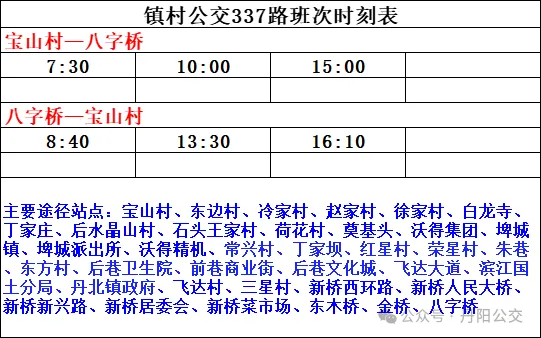 镇村公交337路班次时刻表
宝山村—八字桥
7:30 10:00 15:00
八字桥—宝山村
8:40 13:30 16:10
主要途径站点：宝山村、东边村、冷家村、赵家村、徐家村、白龙寺、
丁家庄、后水晶山村、石头王家村、荷花村、奠基头、沃得集团、埤城
镇、埤城派出所、沃得精机、常兴村、丁家坝、红星村、荣星村、朱巷
、东方村、后巷卫生院、前巷商业街、后巷文化城、飞达大道、滨江国
土分局、丹北镇政府、飞达村、三星村、新桥西环路、新桥人民大桥、
新桥新兴路、新桥居委会、新桥菜市场、东木桥、金桥、八字桥
公众号·丹阳公交